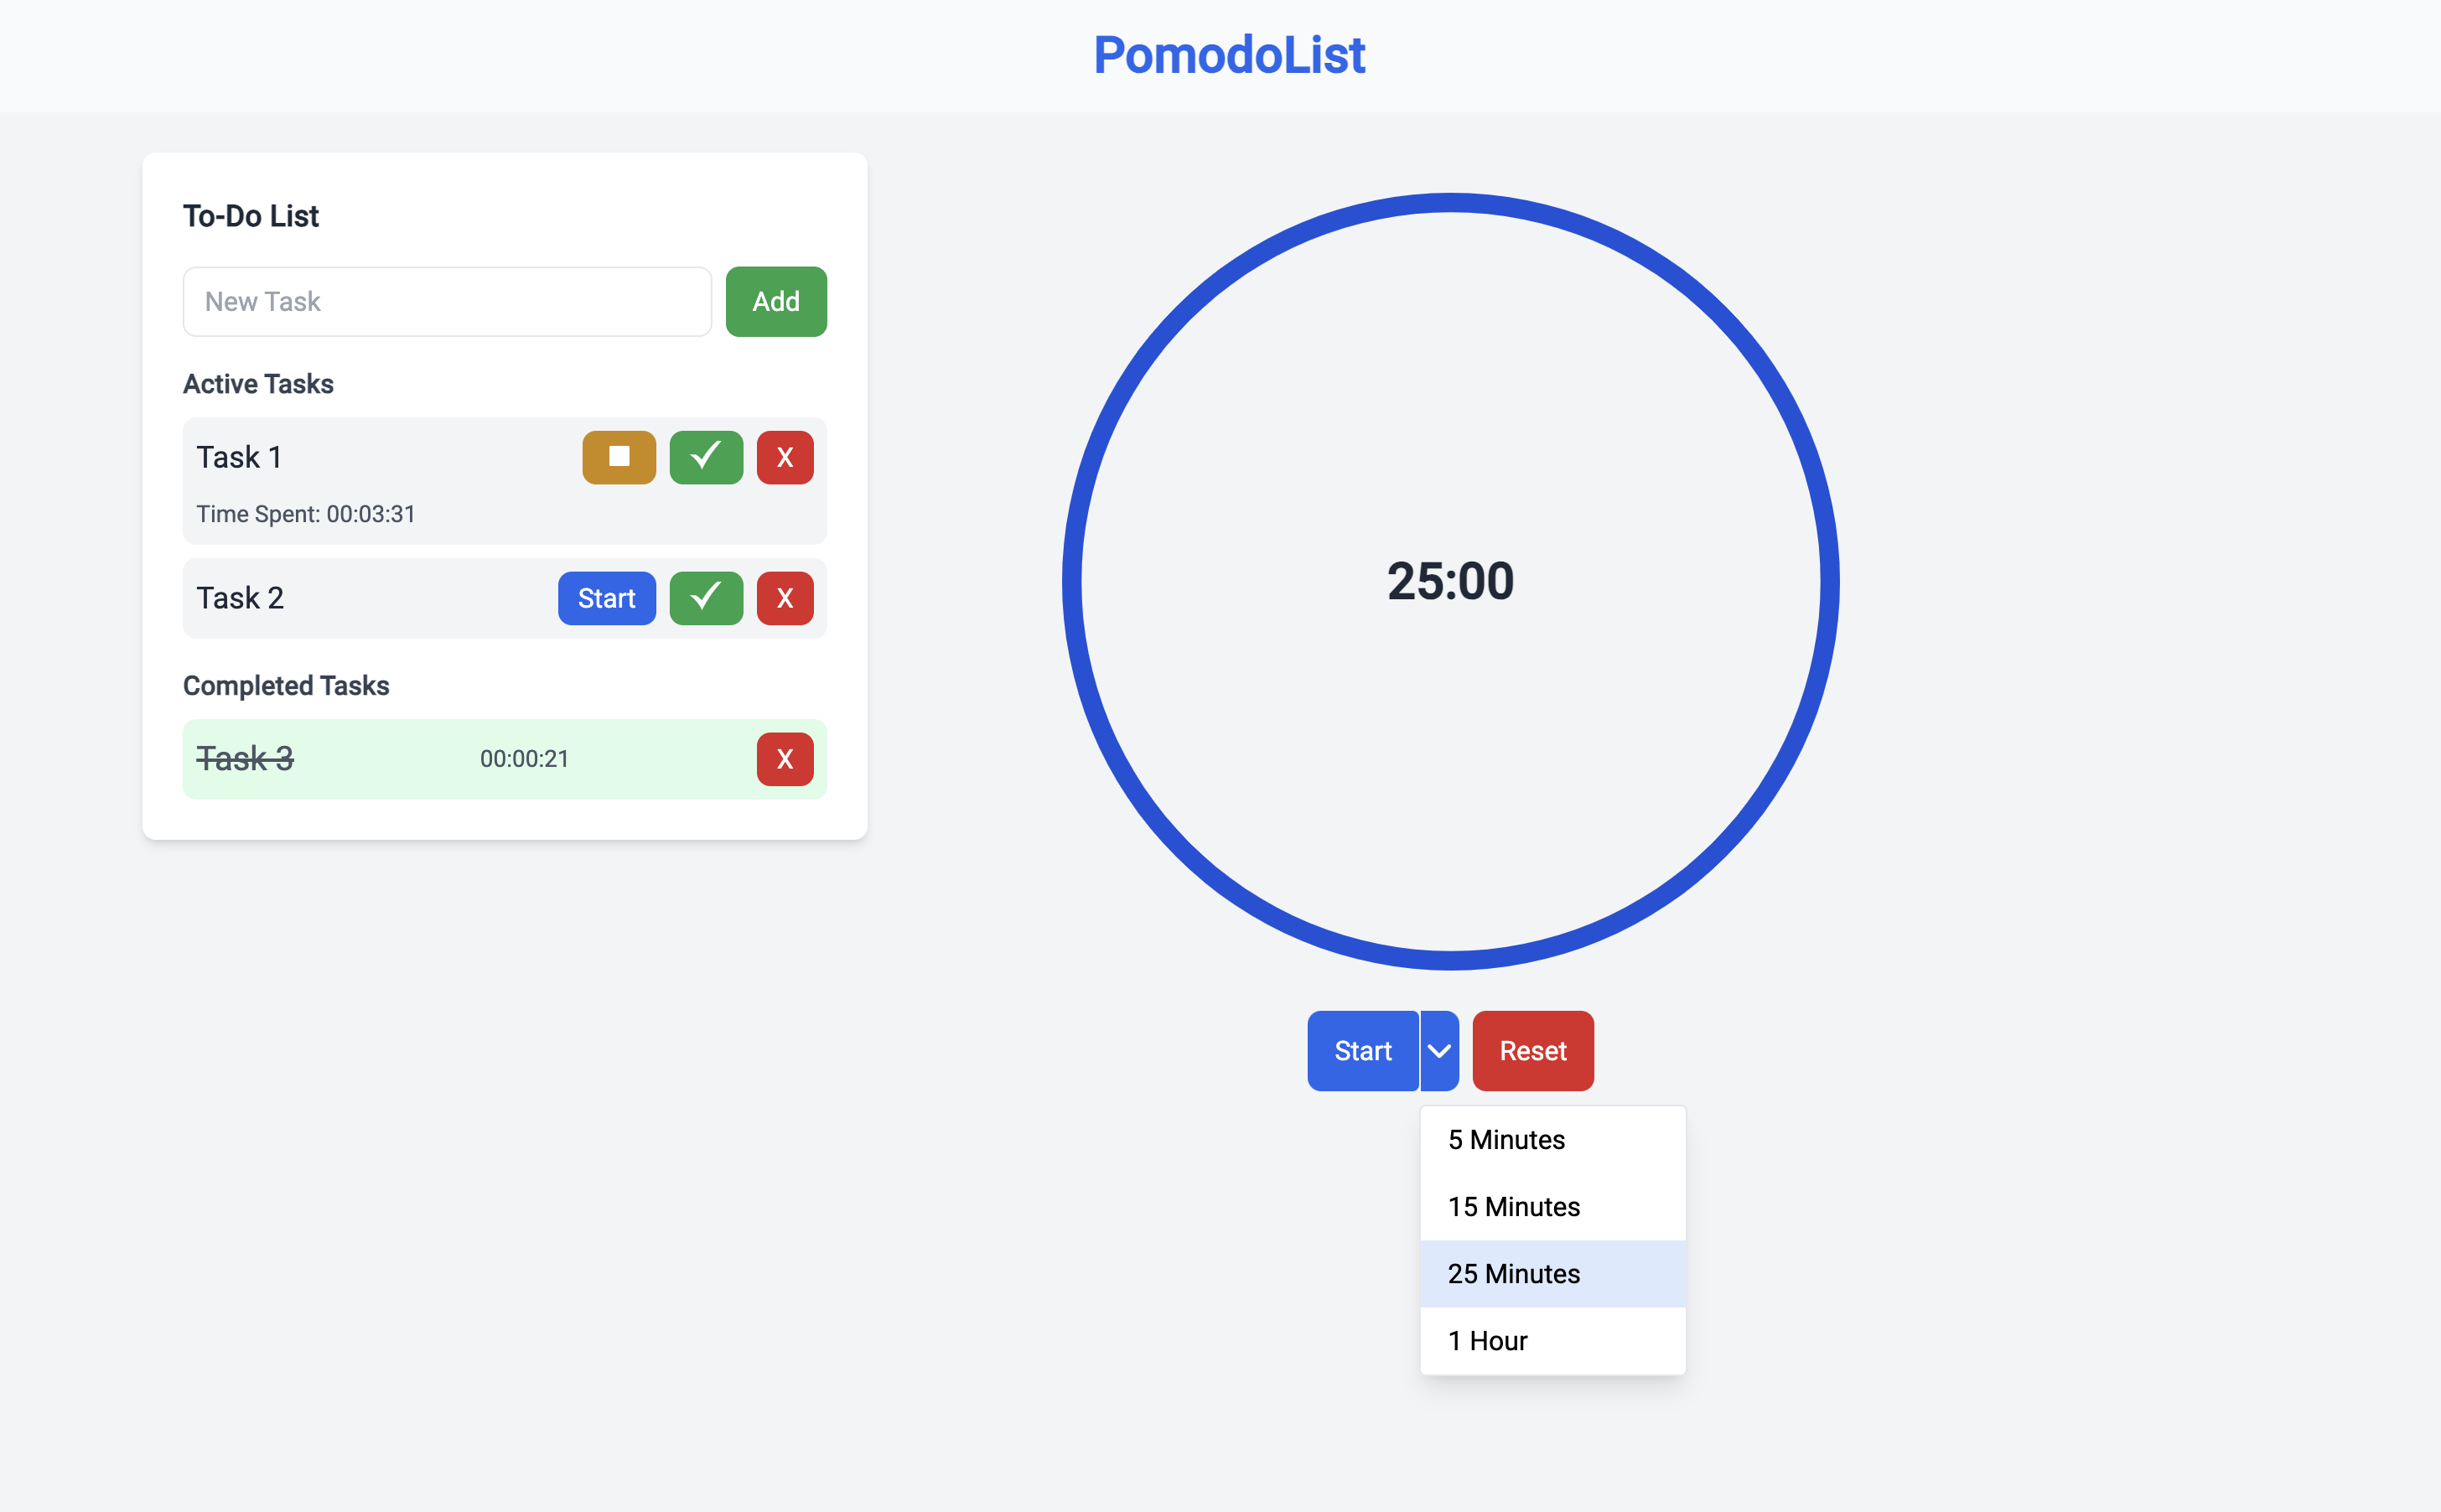 PomodoList
To-Do List
New Task
Add
Active Tasks
Task 1
X
Time Spent: 00:03:31
Task 2
Start
X
Completed Tasks
Task 3
00:00:21
X
25:00
Start
Reset
5 Minutes
15 Minutes
25 Minutes
1 Hour